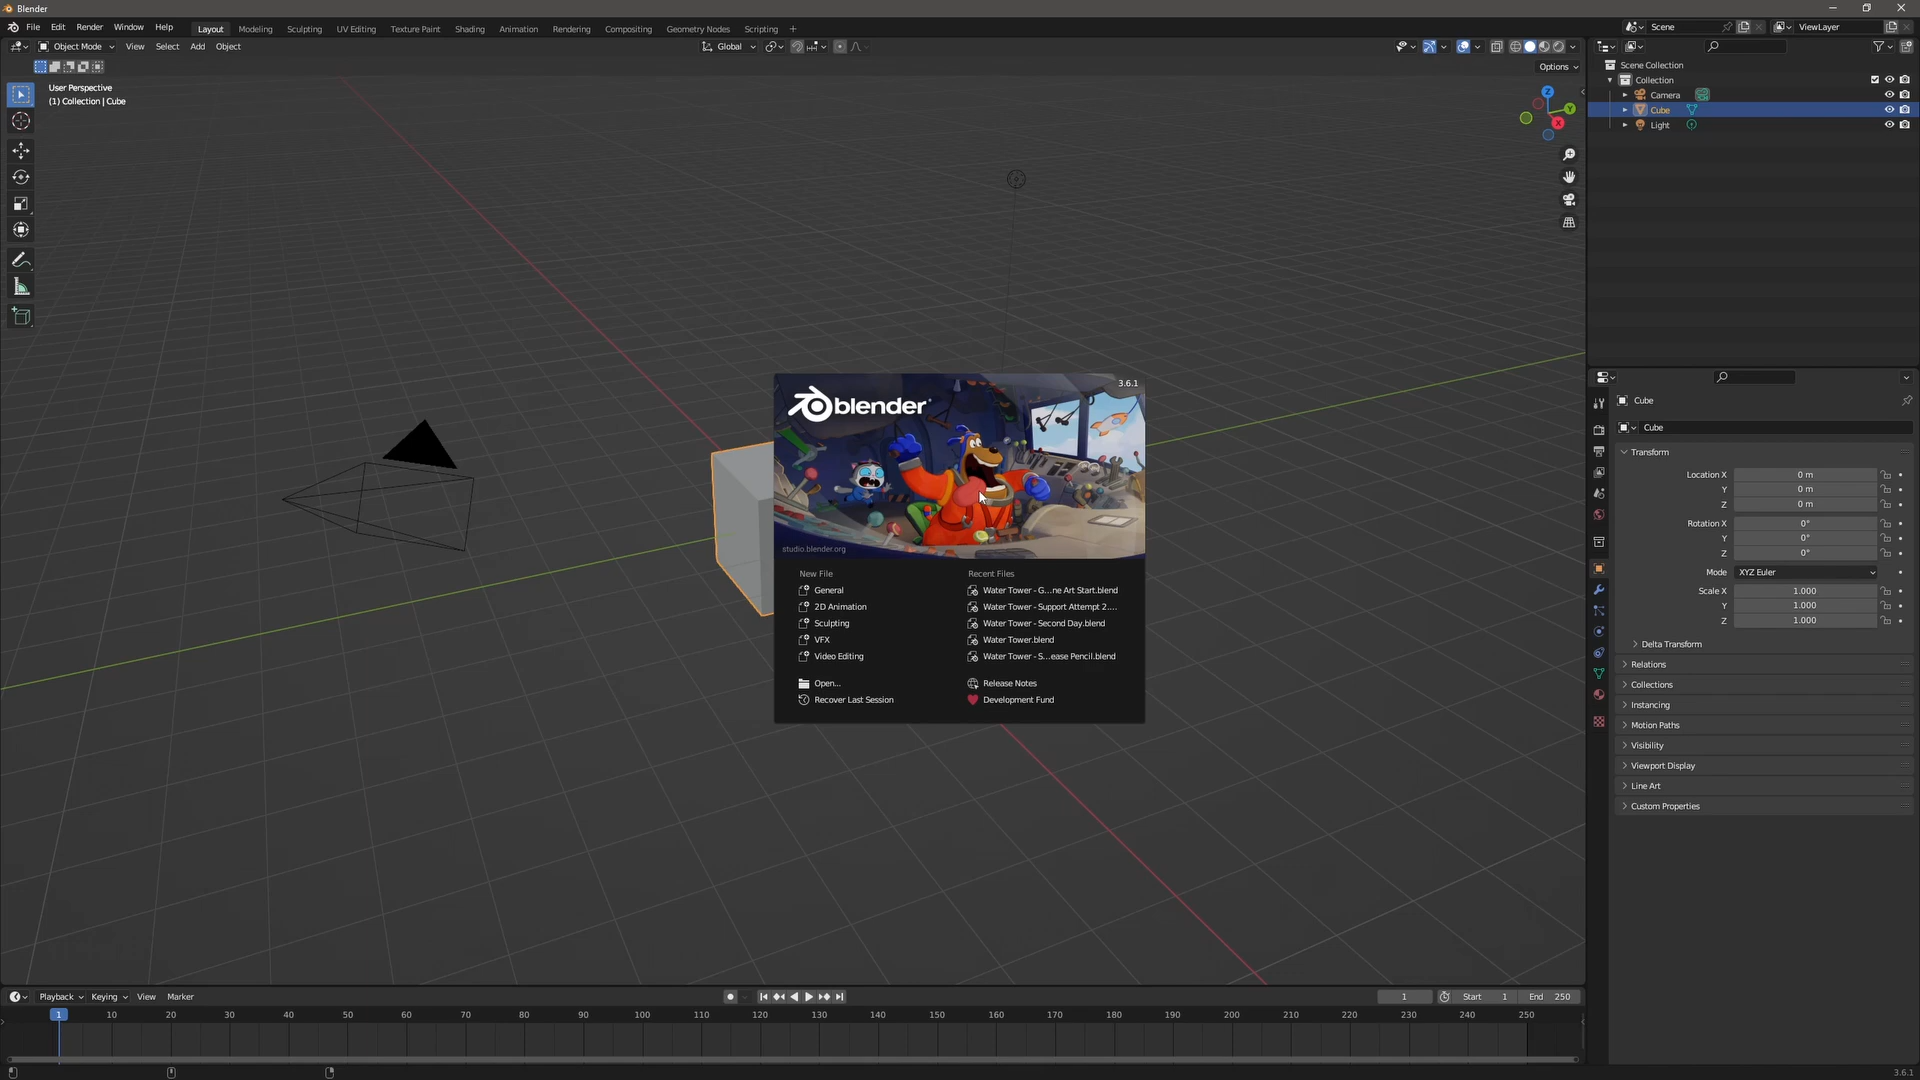 Blender
File Edit Render Window Help Layout Modeling Sculpting UV Editing Texture Paint Shading Animation Rendering Compositing Geometry Nodes Scripting + Scene ViewLayer
Object Mode View Select Add Object Global
Options
User Perspective
(1) Collection | Cube
Z
Y
X
Scene Collection
Collection
Camera
Cube
Light
3.6.1
blender
studio.blender.org
New File
General
2D Animation
Sculpting
VFX
Video Editing
Open...
Recover Last Session
Recent Files
Water Tower - G...ne Art Start.blend
Water Tower - Support Attempt 2....
Water Tower - Second Day.blend
Water Tower.blend
Water Tower - S...ease Pencil.blend
Release Notes
Development Fund
Cube
Cube
Transform
Location X 0 m
Y 0 m
Z 0 m
Rotation X 0°
Y 0°
Z 0°
Mode XYZ Euler
Scale X 1.000
Y 1.000
Z 1.000
Delta Transform
Relations
Collections
Instancing
Motion Paths
Visibility
Viewport Display
Line Art
Custom Properties
Playback Keying View Marker 1 Start 1 End 250
1 10 20 30 40 50 60 70 80 90 100 110 120 130 140 150 160 170 180 190 200 210 220 230 240 250
3.6.1